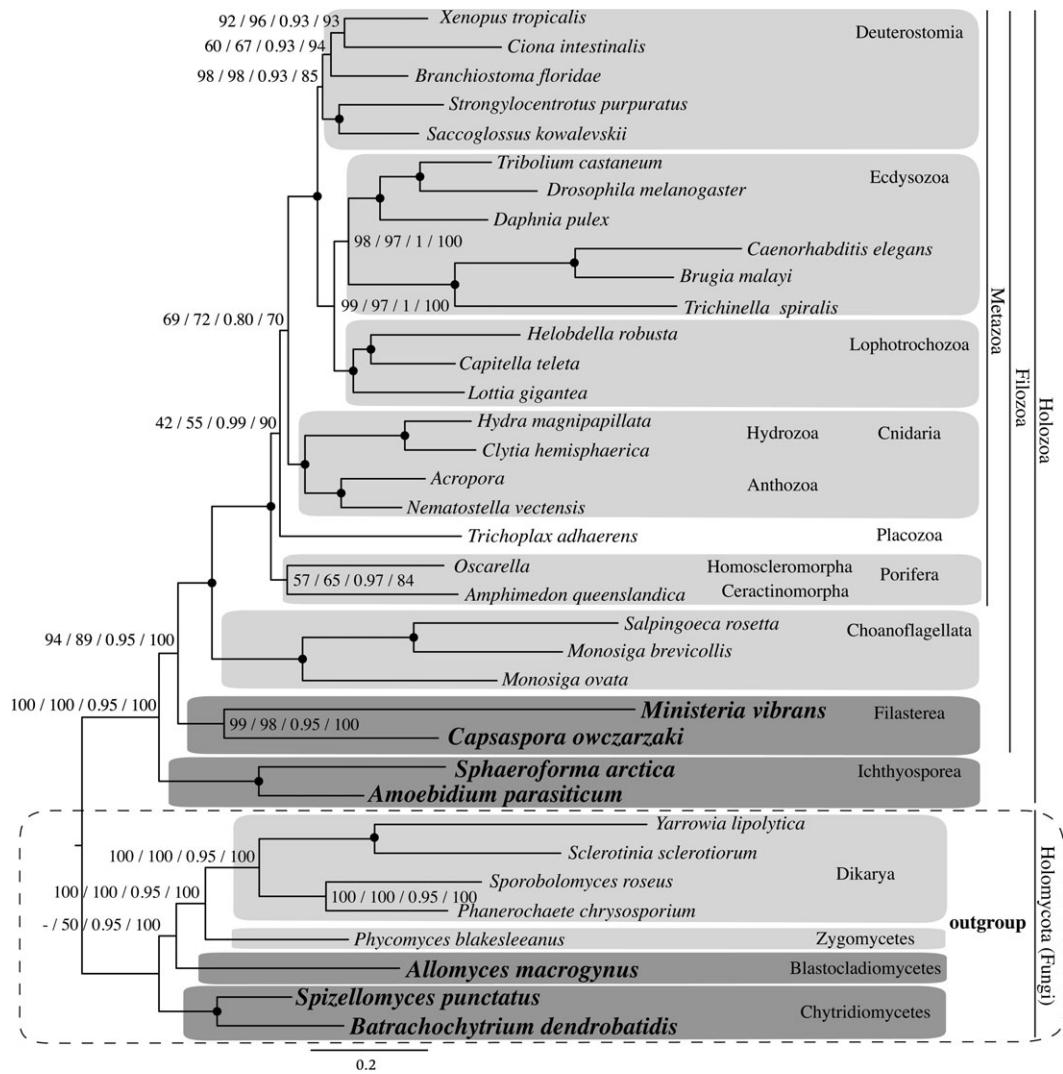 92 / 96 / 0.93 / 93
Xenopus tropicalis
Deuterostomia
60 / 67 / 0.93 / 94
Ciona intestinalis
98 / 98 / 0.93 / 85
Branchiostoma floridae
Strongylocentrotus purpuratus
Saccoglossus kowalevskii
Tribolium castaneum
Ecdysozoa
Drosophila melanogaster
Daphnia pulex
98 / 97 / 1 / 100
Caenorhabditis elegans
Brugia malayi
99 / 97 / 1 / 100
Trichinella spiralis
69 / 72 / 0.80 / 70
Helobdella robusta
Lophotrochozoa
Capitella teleta
Lottia gigantea
42 / 55 / 0.99 / 90
Hydra magnipapillata
Hydrozoa
Cnidaria
Clytia hemisphaerica
Acropora
Anthozoa
Nematostella vectensis
Trichoplax adhaerens
Placozoa
Oscarella
Homoscleromorpha
Porifera
57 / 65 / 0.97 / 84
Amphimedon queenslandica
Ceractinomorpha
Metazoa
Filozoa
Holozoa
Salpingoeca rosetta
Choanoflagellata
94 / 89 / 0.95 / 100
Monosiga brevicollis
Monosiga ovata
100 / 100 / 0.95 / 100
Ministeria vibrans
Filasterea
99 / 98 / 0.95 / 100
Capsaspora owczarzaki
Sphaeroforma arctica
Ichthyosporea
Amoebidium parasiticum
Yarrowia lipolytica
100 / 100 / 0.95 / 100
Sclerotinia sclerotiorum
Dikarya
Sporobolomyces roseus
100 / 100 / 0.95 / 100
100 / 100 / 0.95 / 100
Phanerochaete chrysosporium
- / 50 / 0.95 / 100
outgroup
Phycomyces blakesleeanus
Zygomycetes
Allomyces macrogynus
Blastocladiomycetes
Spizellomyces punctatus
Chytridiomycetes
Batrachochytrium dendrobatidis
Holomycota (Fungi)
0.2